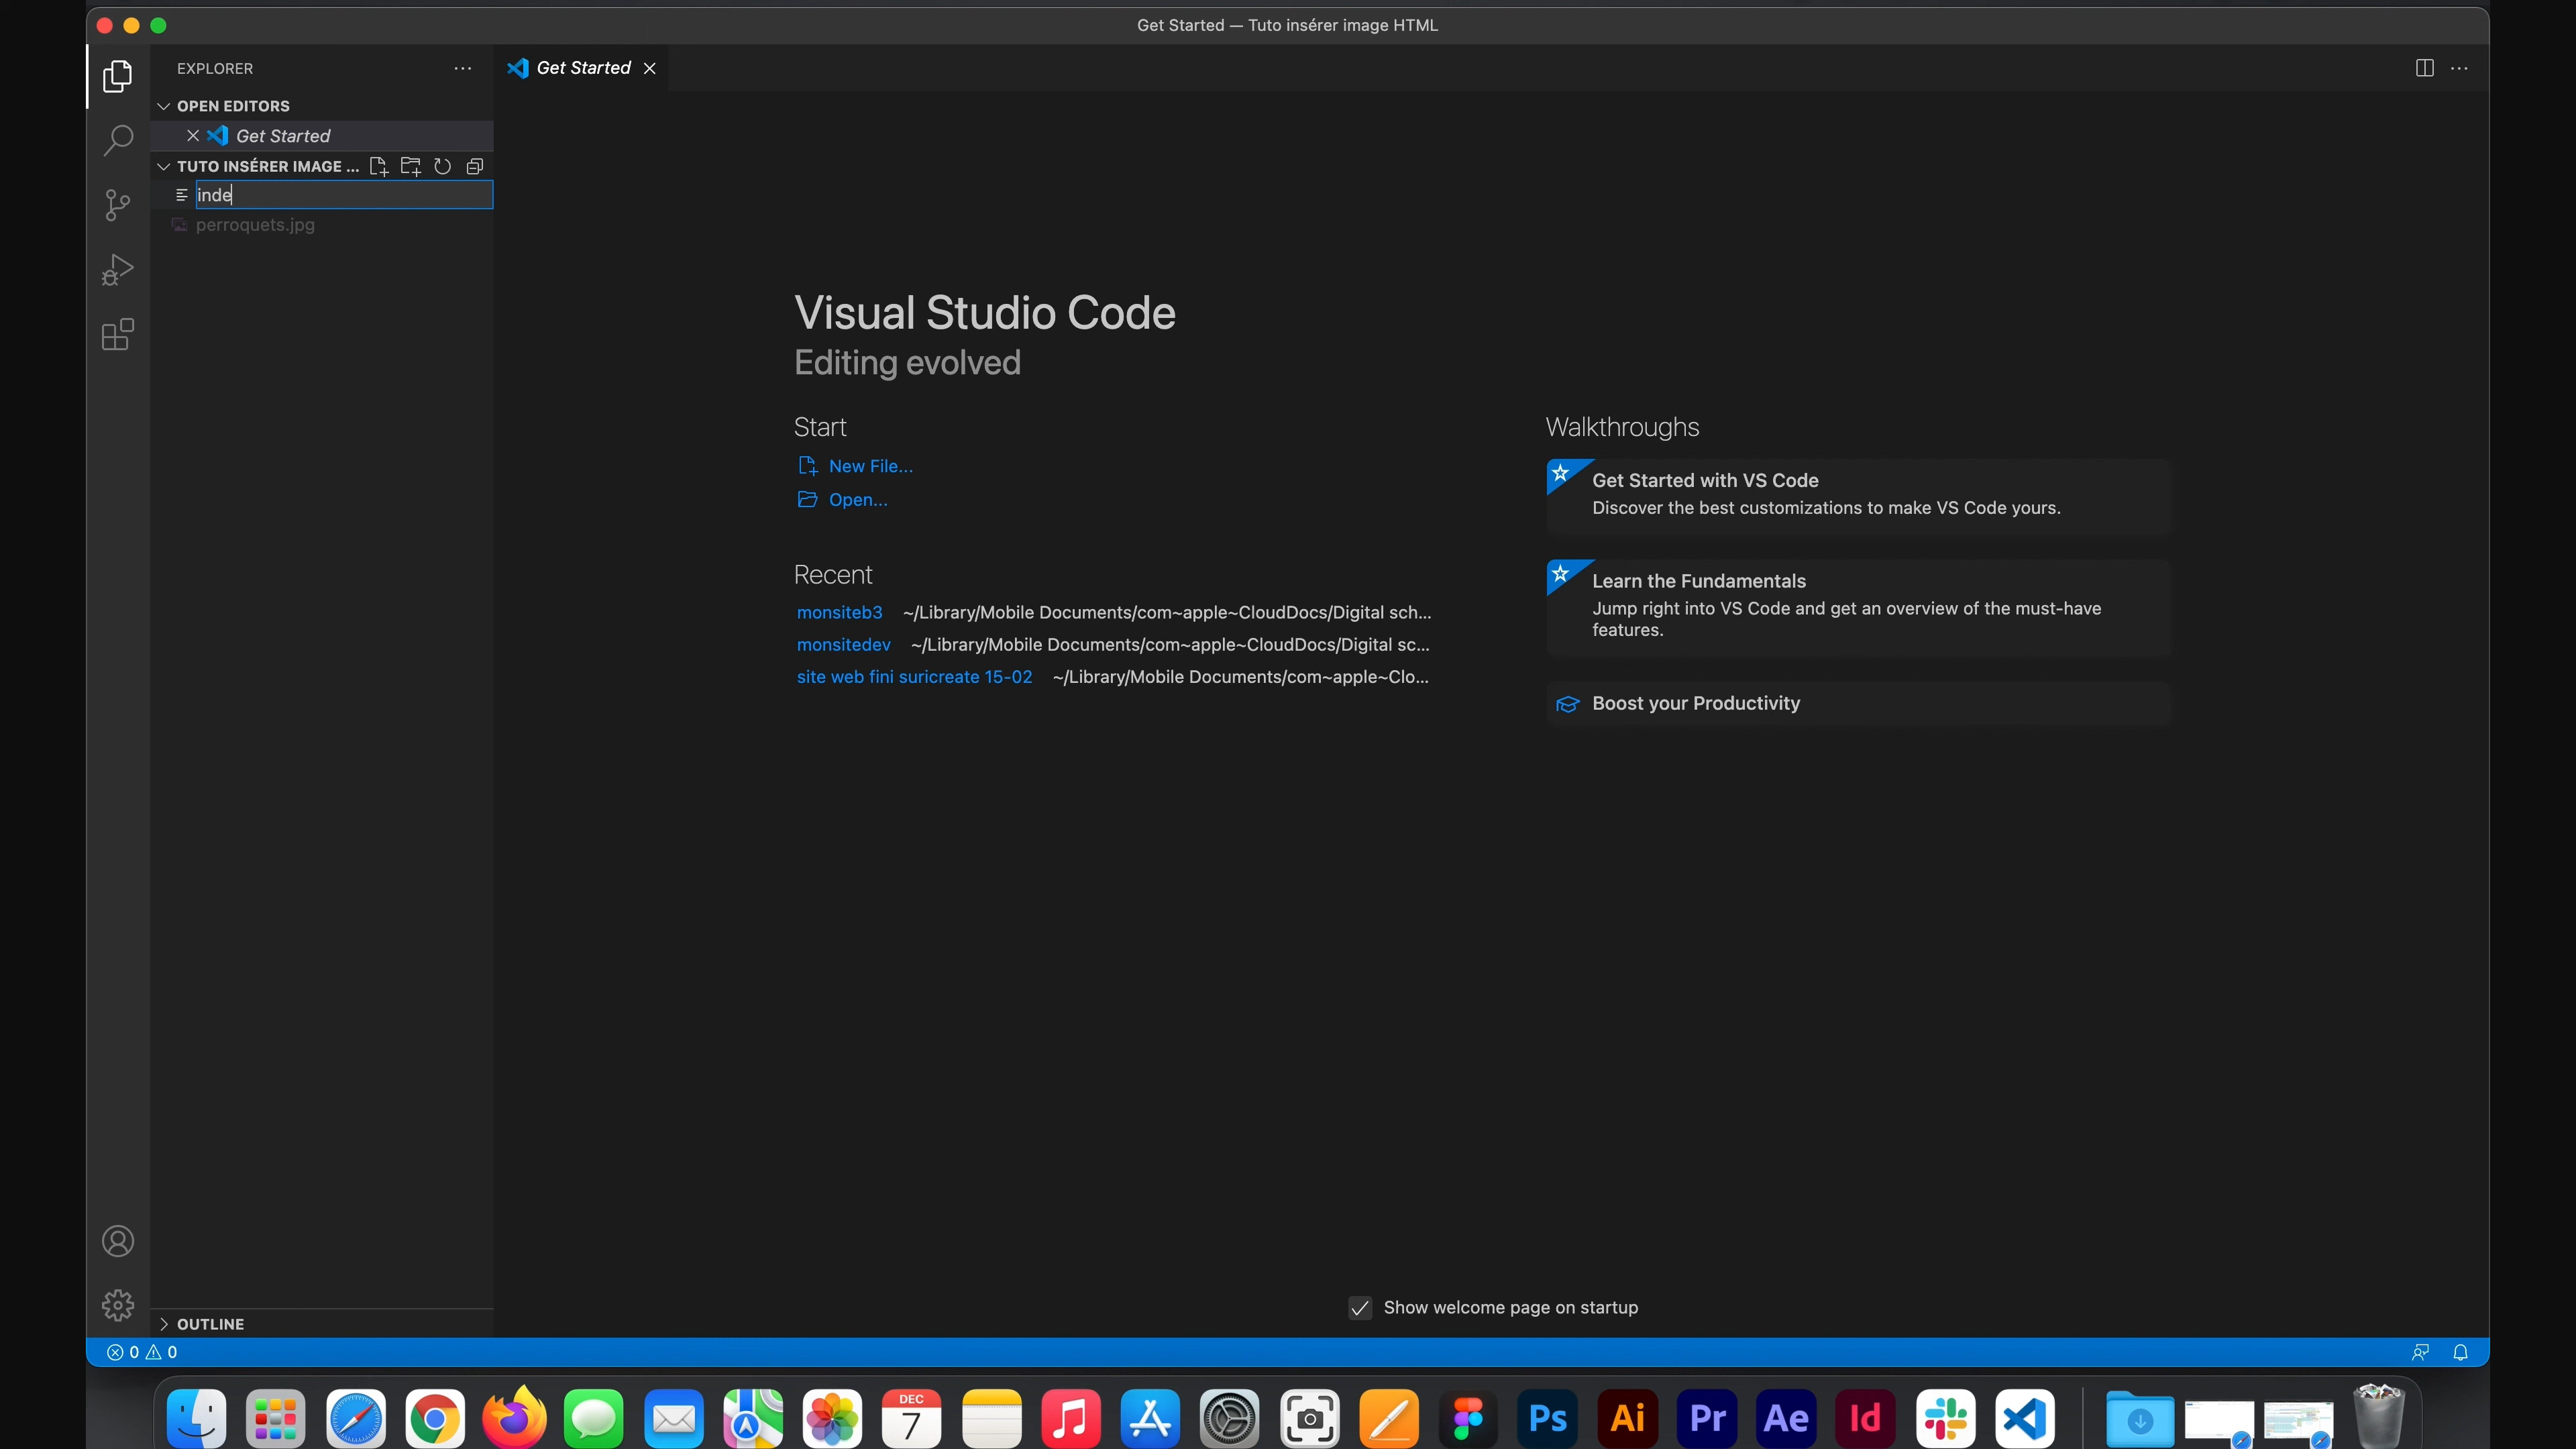 Get Started — Tuto insérer image HTML
EXPLORER
Get Started
OPEN EDITORS
Get Started
TUTO INSÉRER IMAGE ...
inde
perroquets.jpg
Visual Studio Code
Editing evolved
Start
New File...
Open...
Recent
monsiteb3 ~/Library/Mobile Documents/com~apple~CloudDocs/Digital sch...
monsitedev ~/Library/Mobile Documents/com~apple~CloudDocs/Digital sc...
site web fini suricreate 15-02 ~/Library/Mobile Documents/com~apple~Clo...
Walkthroughs
Get Started with VS Code
Discover the best customizations to make VS Code yours.
Learn the Fundamentals
Jump right into VS Code and get an overview of the must-have
features.
Boost your Productivity
Show welcome page on startup
OUTLINE
0 0
DEC
7
Ps
Ai
Pr
Ae
Id